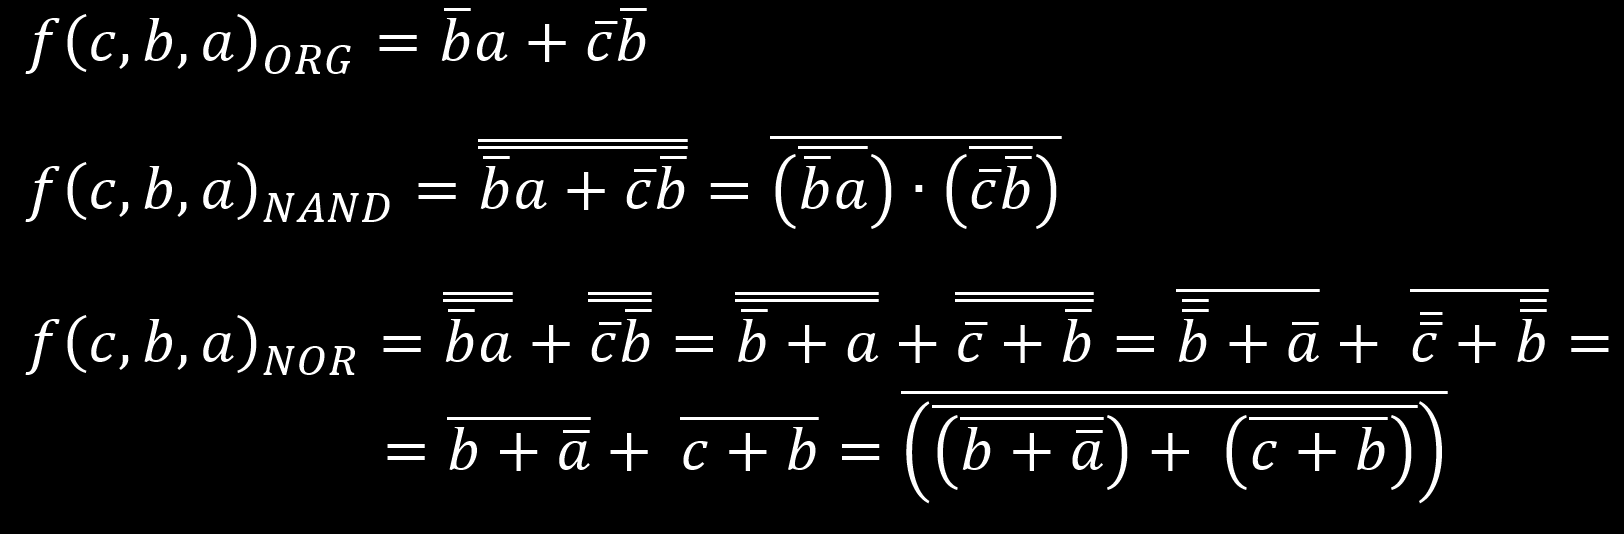 $f(c,b,a)_{ORG} = \bar{b}a + \bar{c}\bar{b}$
$f(c,b,a)_{NAND} = \overline{\overline{\bar{b}a + \bar{c}\bar{b}}} = \overline{(\overline{\bar{b}a}) \cdot (\overline{\bar{c}\bar{b}})}$
$f(c,b,a)_{NOR} = \overline{\overline{\bar{b}a}} + \overline{\overline{\bar{c}\bar{b}}} = \overline{\overline{\bar{b} + a}} + \overline{\overline{\bar{c} + \bar{b}}} = \overline{\bar{\bar{b}} + \bar{a}} + \overline{\bar{\bar{c}} + \bar{\bar{b}}} =$
$= \overline{b + \bar{a}} + \overline{c + b} = \overline{\left(\overline{(\overline{b + \bar{a}}) + (\overline{c + b})}\right)}$